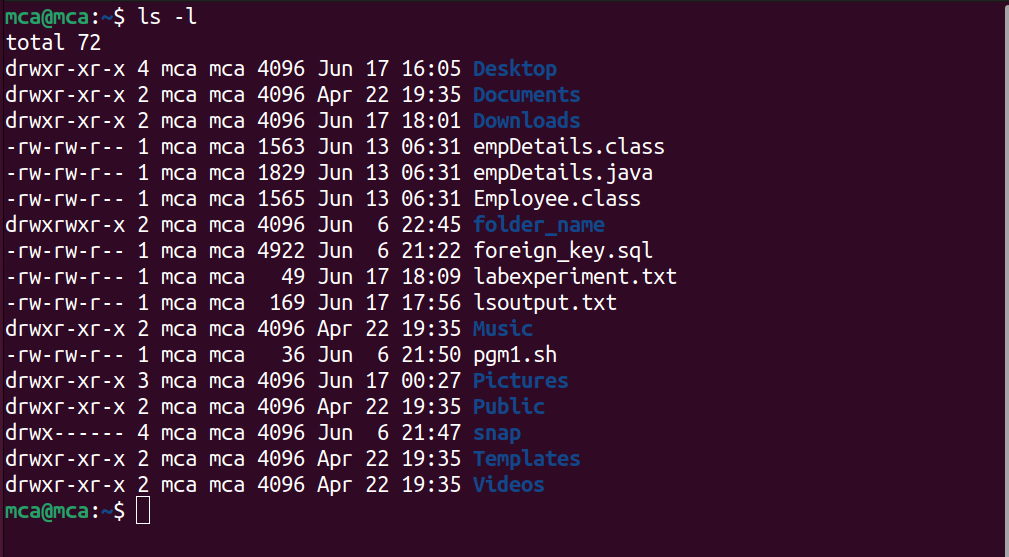 mca@mca:~$ ls -l
total 72
drwxr-xr-x 4 mca mca 4096 Jun 17 16:05 Desktop
drwxr-xr-x 2 mca mca 4096 Apr 22 19:35 Documents
drwxr-xr-x 2 mca mca 4096 Jun 17 18:01 Downloads
-rw-rw-r-- 1 mca mca 1563 Jun 13 06:31 empDetails.class
-rw-rw-r-- 1 mca mca 1829 Jun 13 06:31 empDetails.java
-rw-rw-r-- 1 mca mca 1565 Jun 13 06:31 Employee.class
drwxrwxr-x 2 mca mca 4096 Jun  6 22:45 folder_name
-rw-rw-r-- 1 mca mca 4922 Jun  6 21:22 foreign_key.sql
-rw-rw-r-- 1 mca mca   49 Jun 17 18:09 labexperiment.txt
-rw-rw-r-- 1 mca mca  169 Jun 17 17:56 lsoutput.txt
drwxr-xr-x 2 mca mca 4096 Apr 22 19:35 Music
-rw-rw-r-- 1 mca mca   36 Jun  6 21:50 pgm1.sh
drwxr-xr-x 3 mca mca 4096 Jun 17 00:27 Pictures
drwxr-xr-x 2 mca mca 4096 Apr 22 19:35 Public
drwx------ 4 mca mca 4096 Jun  6 21:47 snap
drwxr-xr-x 2 mca mca 4096 Apr 22 19:35 Templates
drwxr-xr-x 2 mca mca 4096 Apr 22 19:35 Videos
mca@mca:~$